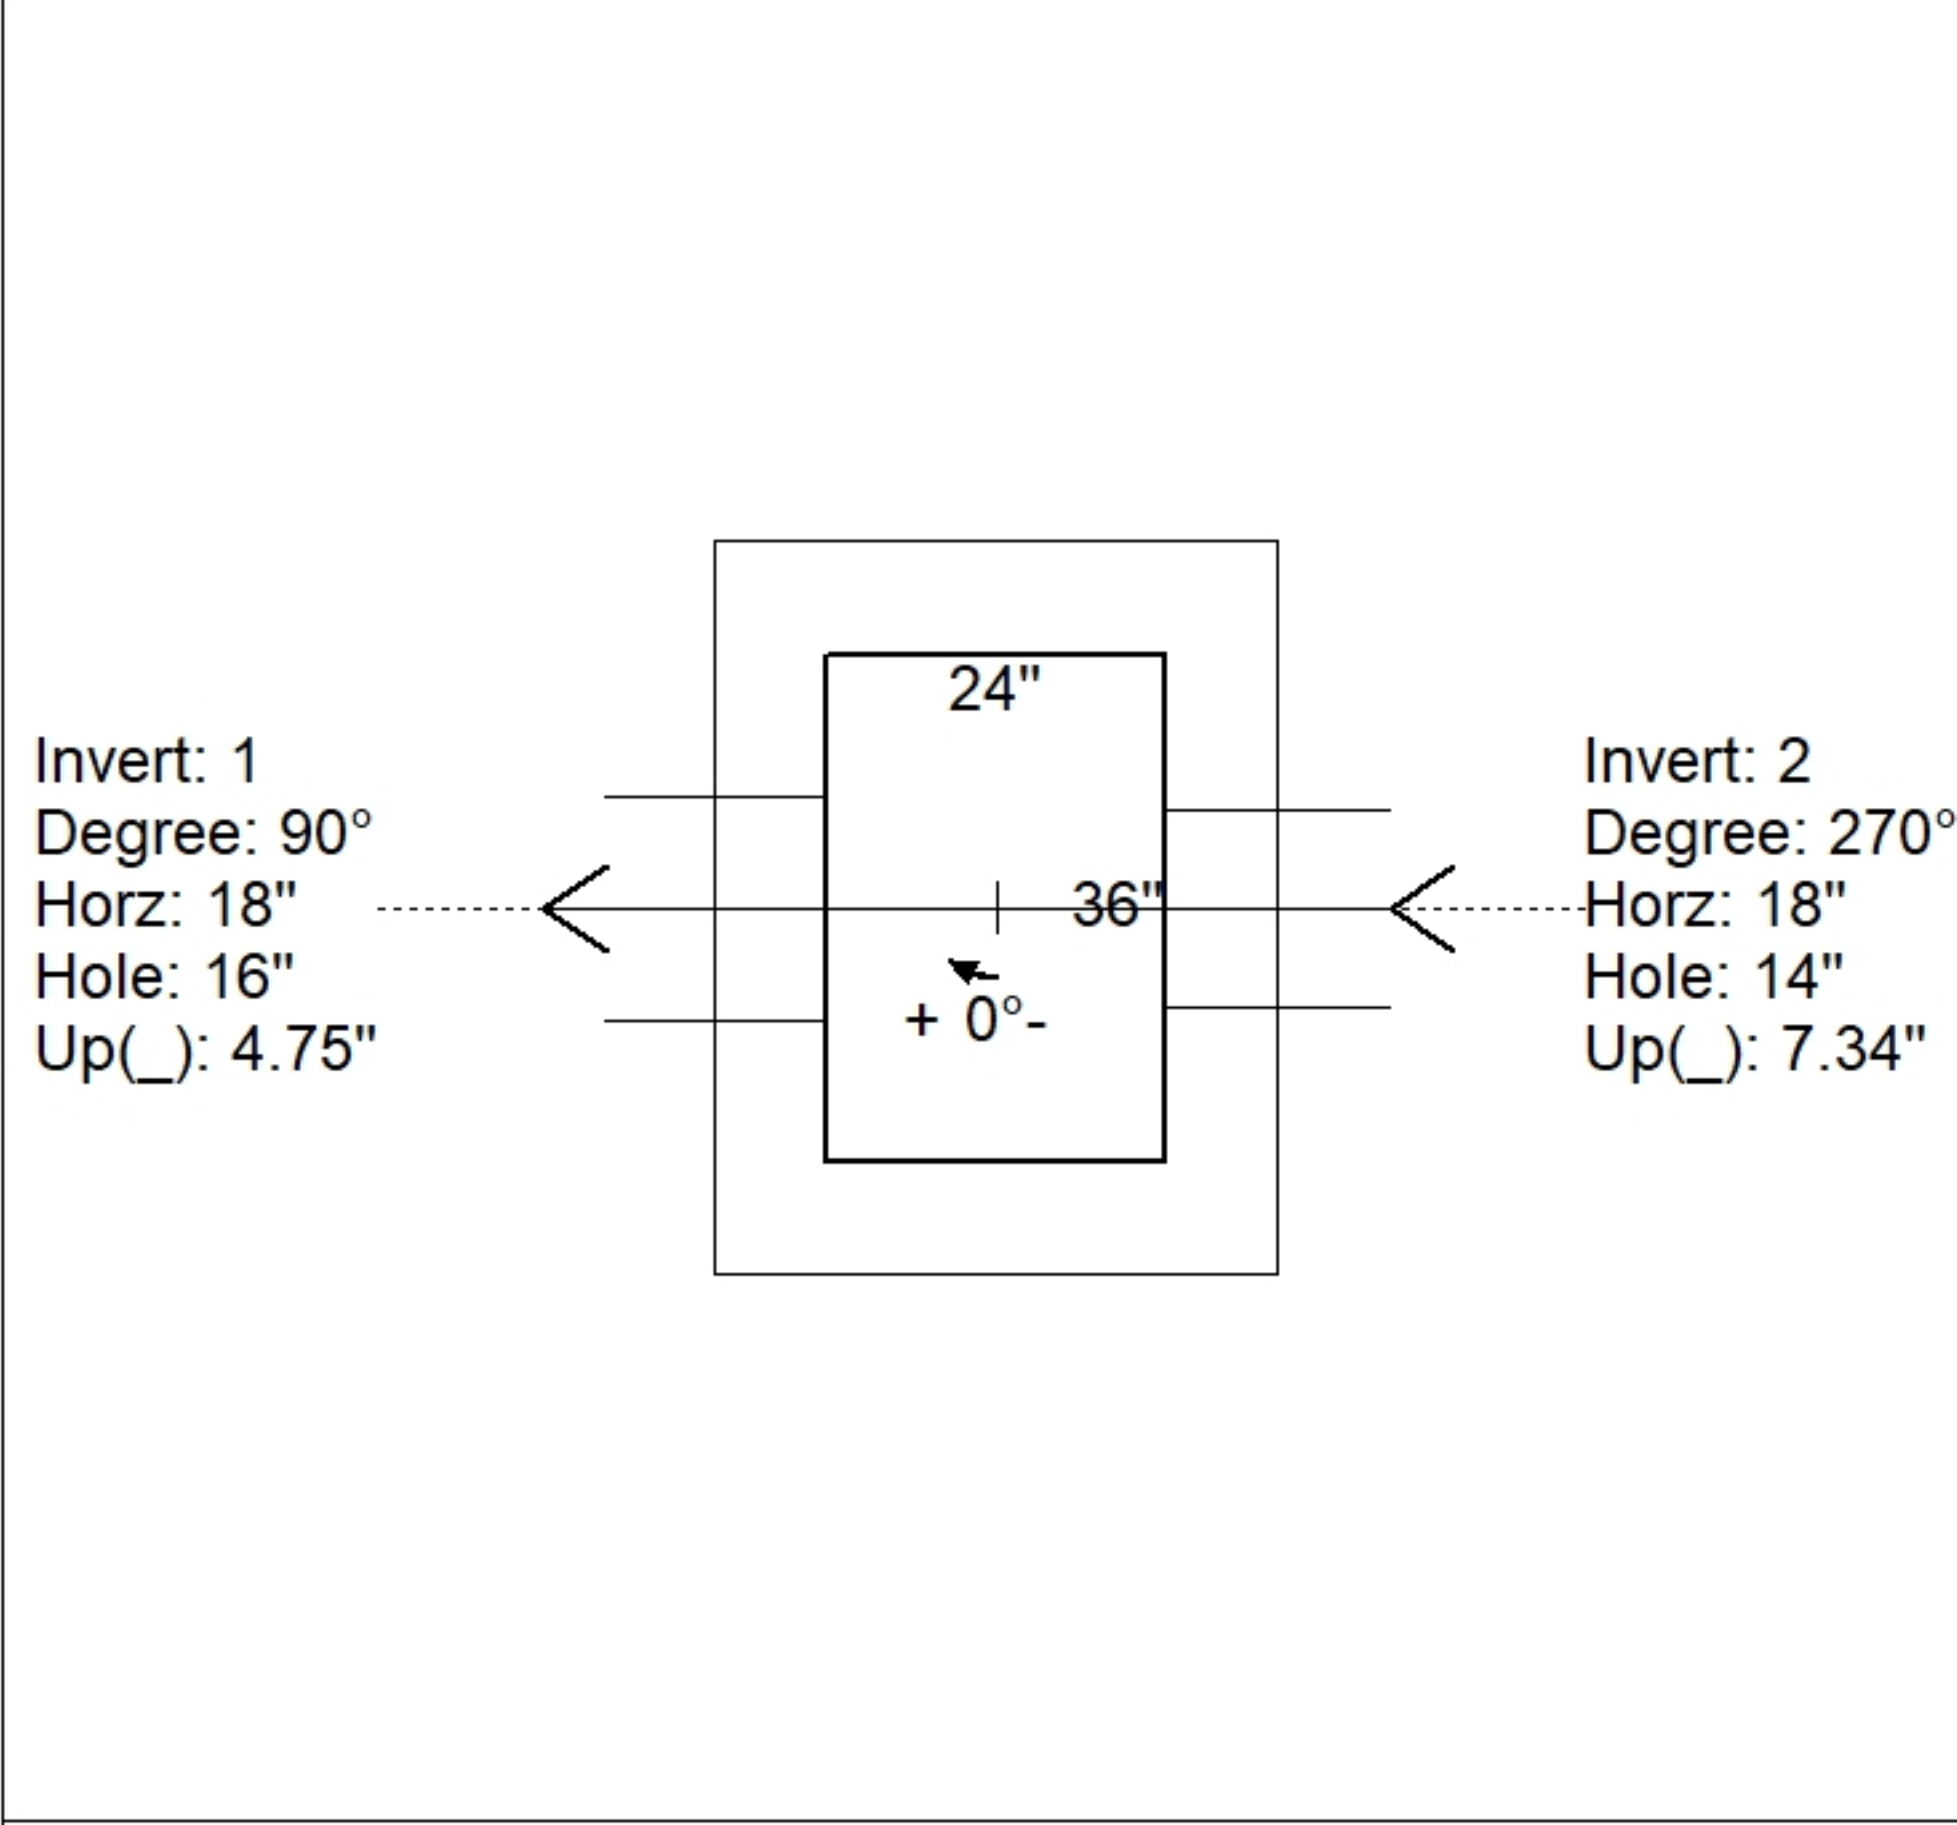 24"
Invert: 1
Degree: 90°
Horz: 18"
Hole: 16"
Up(_): 4.75"
36"
+ 0°-
Invert: 2
Degree: 270°
Horz: 18"
Hole: 14"
Up(_): 7.34"